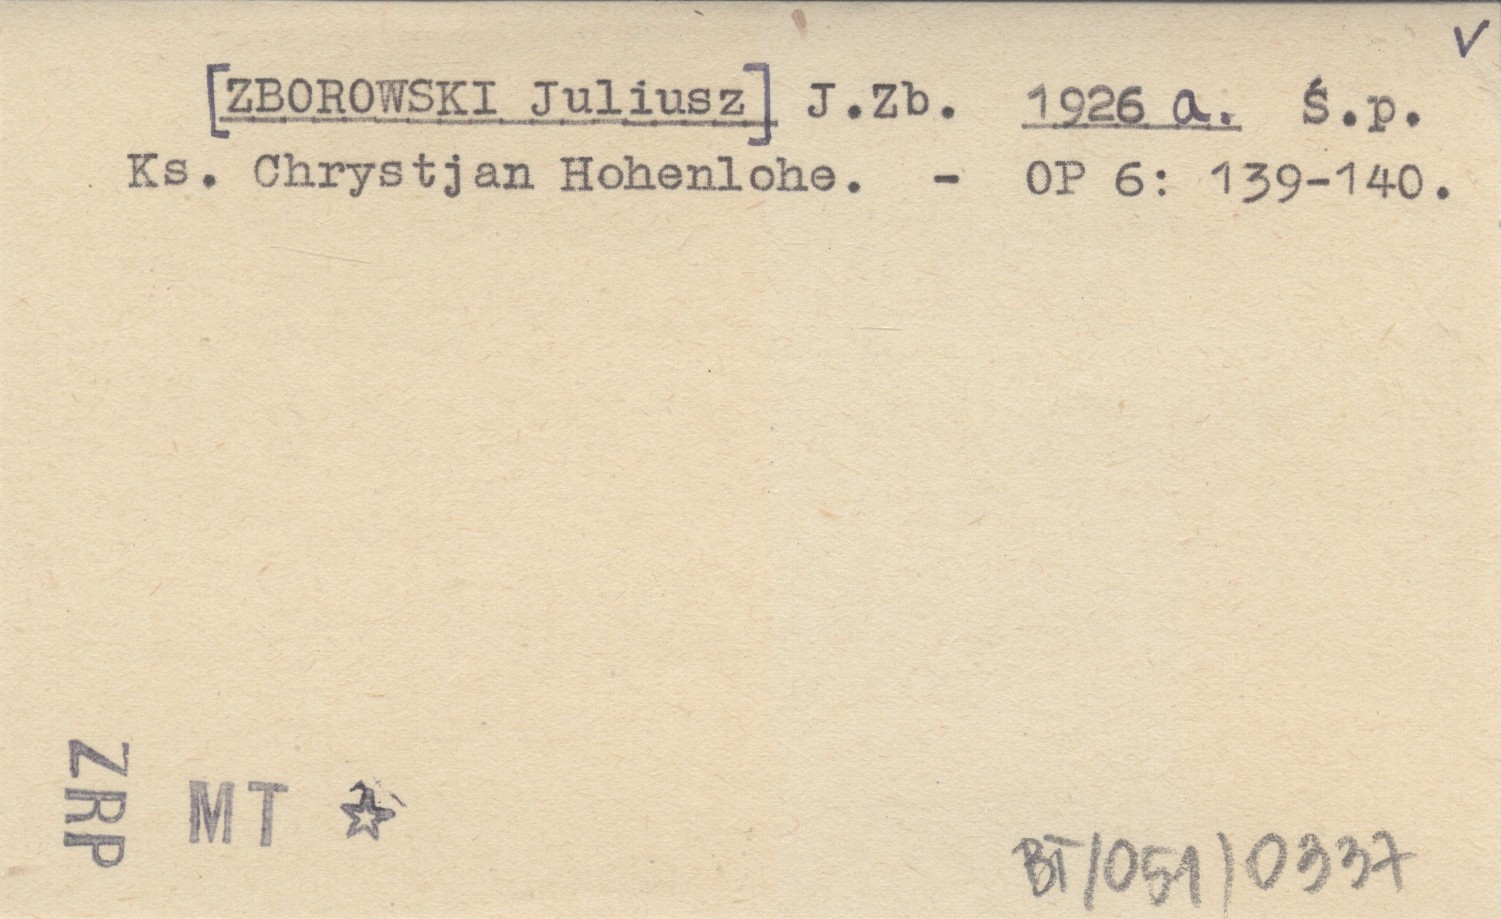 [ZBOROWSKI Juliusz] J.Zb. 1926 a. Ś.p.
Ks. Chrystjan Hohenlohe. - OP 6: 139-140.
ZRP
MT
BT/051/0337